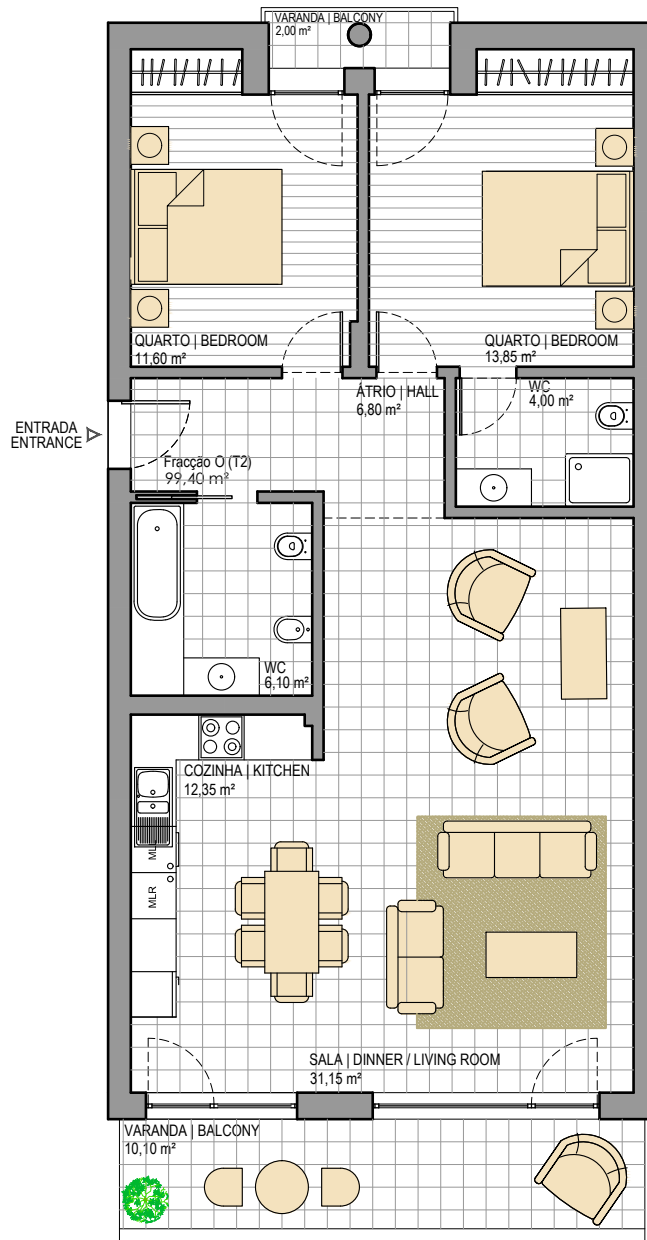 VARANDA | BALCONY
2,00 m²
QUARTO | BEDROOM
11,60 m²
QUARTO | BEDROOM
13,85 m²
WC
4,00 m²
ÁTRIO | HALL
6,80 m²
ENTRADA
ENTRANCE
Fracção O (T2)
99,40 m²
WC
6,10 m²
COZINHA | KITCHEN
12,35 m²
MLR
SALA | DINNER / LIVING ROOM
31,15 m²
VARANDA | BALCONY
10,10 m²